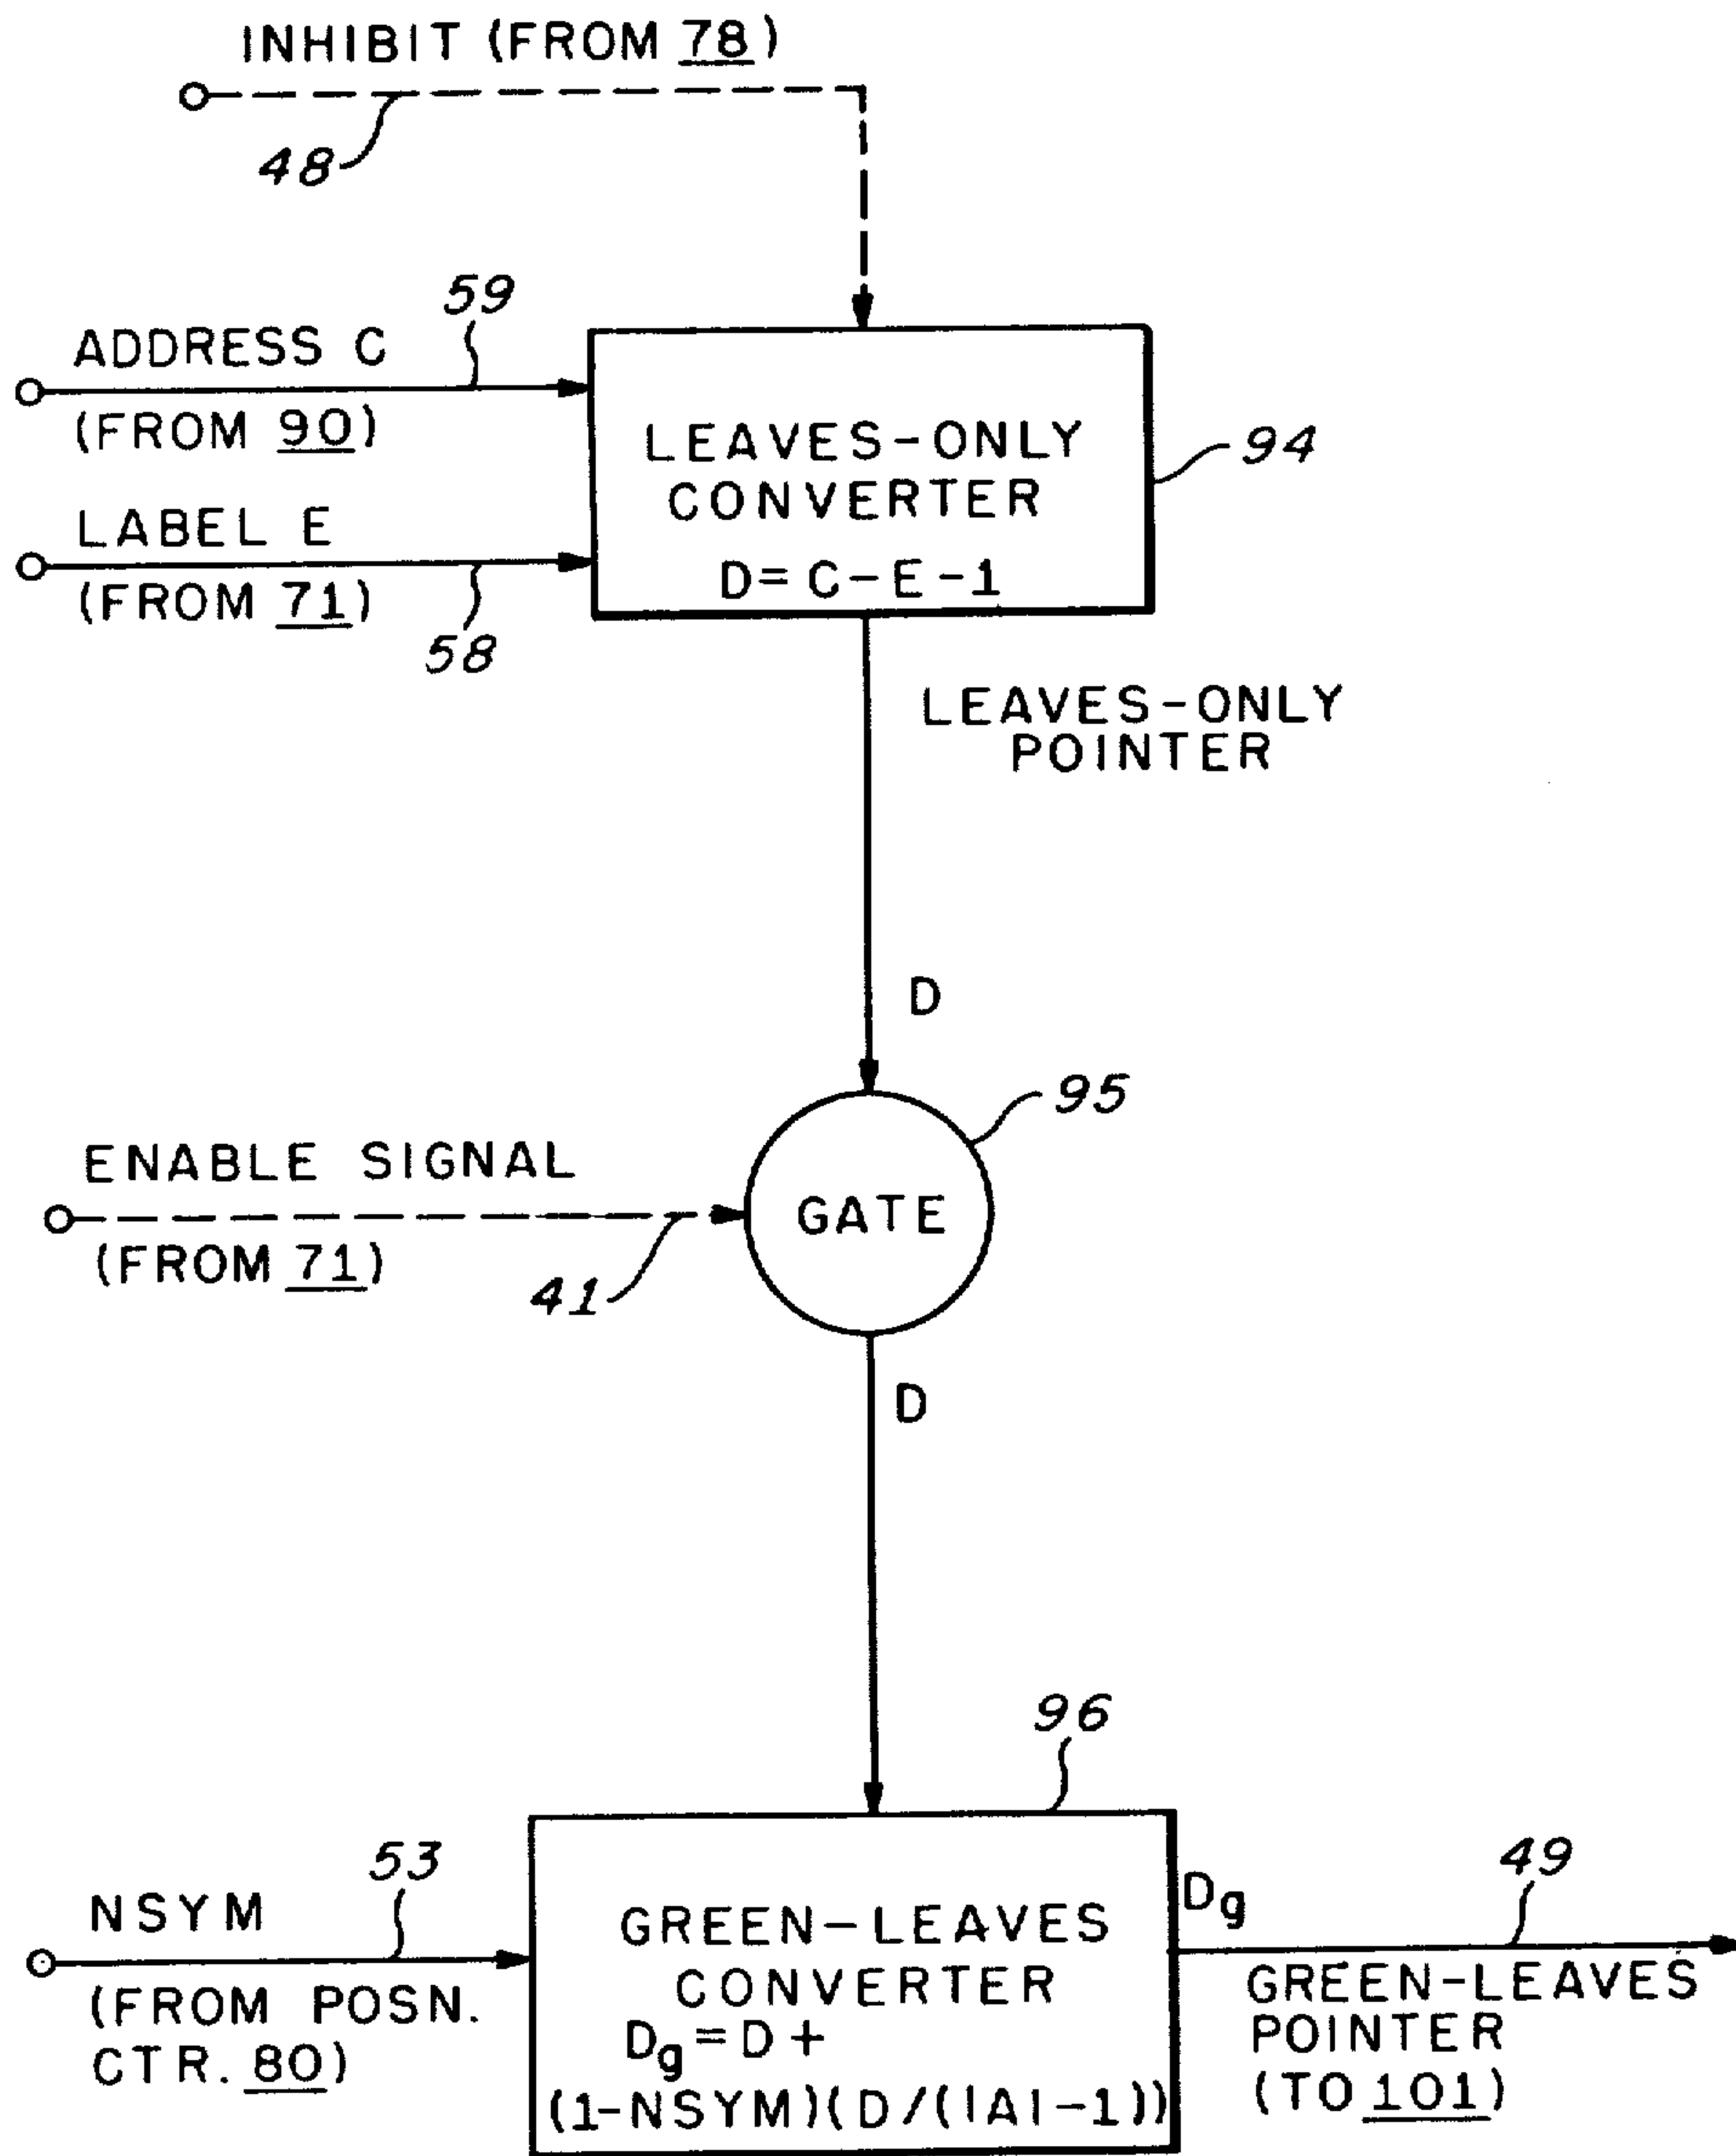 INHIBIT (FROM 78)
48
59
ADDRESS C
(FROM 90)
LEAVES-ONLY
CONVERTER
D=C-E-1
94
LABEL E
(FROM 71)
58
LEAVES-ONLY
POINTER
D
95
ENABLE SIGNAL
(FROM 71)
41
GATE
D
96
53
NSYM
(FROM POSN.
CTR. 80)
GREEN-LEAVES
CONVERTER
Dg=D+
(1-NSYM)(D/(|A|-1))
Dg
49
GREEN-LEAVES
POINTER
(TO 101)